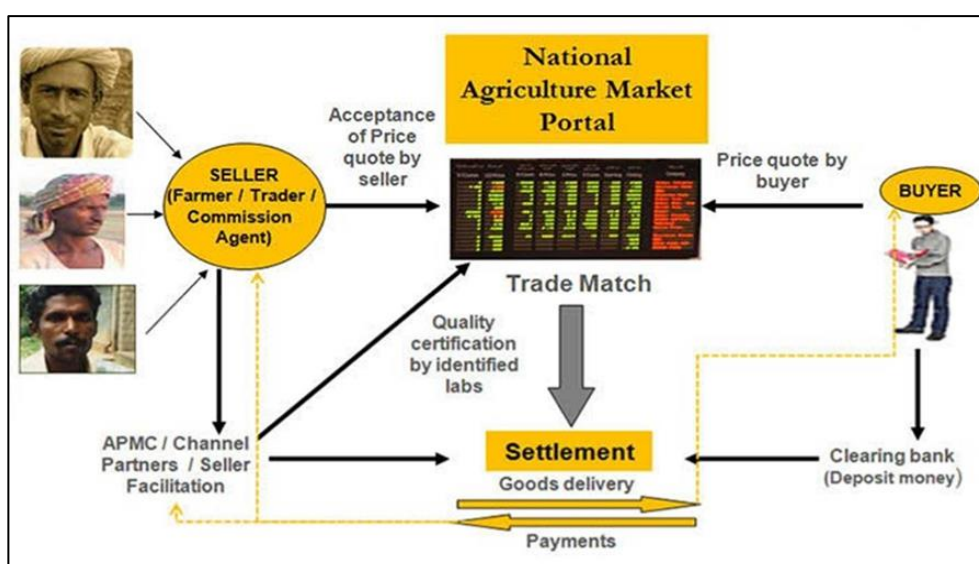 National
Agriculture Market
Portal
Acceptance
of Price
quote by
seller
Price quote by
buyer
SELLER
(Farmer / Trader /
Commission
Agent)
BUYER
Trade Match
Quality
certification
by identified
labs
APMC / Channel
Partners / Seller
Facilitation
Settlement
Goods delivery
Payments
Clearing bank
(Deposit money)